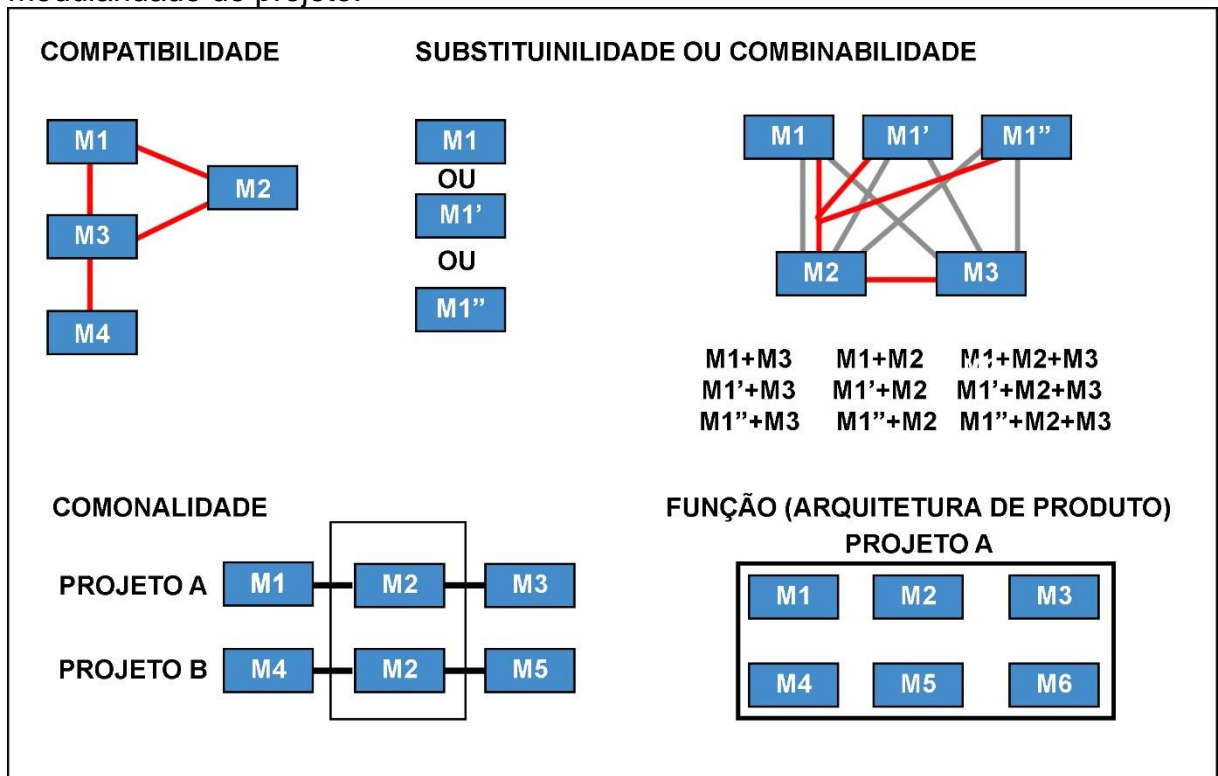 COMPATIBILIDADE
SUBSTITUINILIDADE OU COMBINABILIDADE
M1
M2
M3
M4
M1
OU
M1'
OU
M1”
M1 M1' M1”
M2 M3
M1+M3 M1+M2 M1+M2+M3
M1’+M3 M1’+M2 M1’+M2+M3
M1”+M3 M1”+M2 M1”+M2+M3
COMONALIDADE
PROJETO A M1 M2 M3
PROJETO B M4 M2 M5
FUNÇÃO (ARQUITETURA DE PRODUTO)
PROJETO A
M1 M2 M3
M4 M5 M6